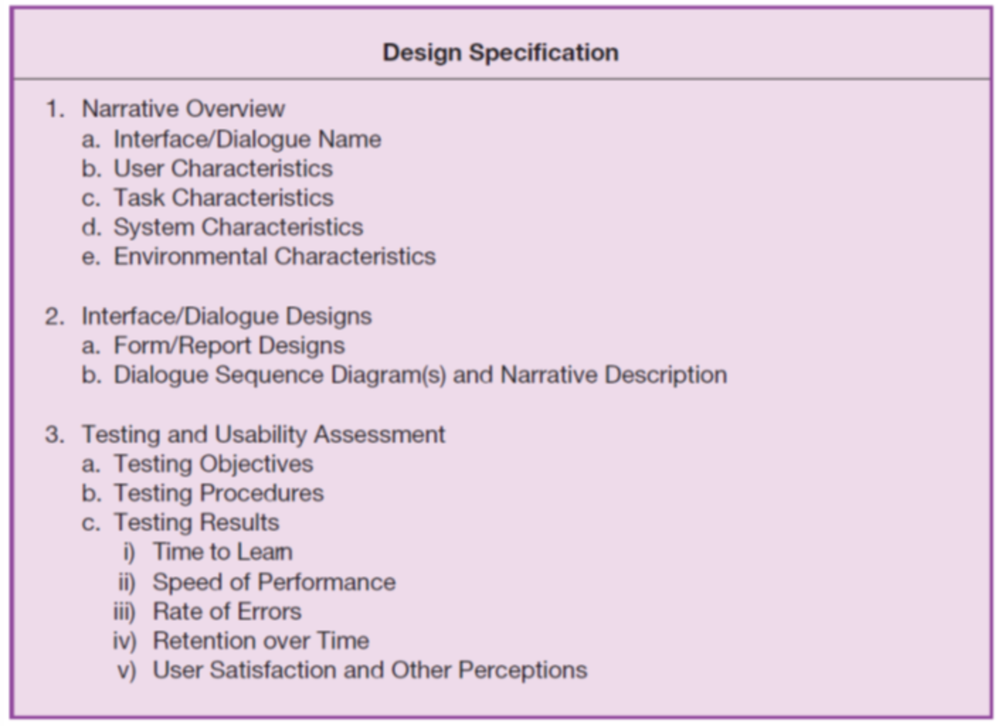 Design Specification
1. Narrative Overview
a. Interface/Dialogue Name
b. User Characteristics
c. Task Characteristics
d. System Characteristics
e. Environmental Characteristics
2. Interface/Dialogue Designs
a. Form/Report Designs
b. Dialogue Sequence Diagram(s) and Narrative Description
3. Testing and Usability Assessment
a. Testing Objectives
b. Testing Procedures
c. Testing Results
i) Time to Learn
ii) Speed of Performance
iii) Rate of Errors
iv) Retention over Time
v) User Satisfaction and Other Perceptions